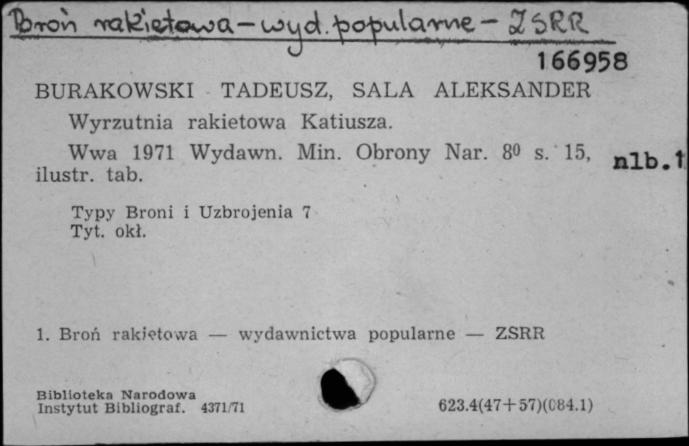 Broń rakietowa – wyd. popularne – ZSRR
166958
BURAKOWSKI TADEUSZ, SALA ALEKSANDER
Wyrzutnia rakietowa Katiusza.
Wwa 1971 Wydawn. Min. Obrony Nar. 8⁰ s. 15, nlb. 1
ilustr. tab.
Typy Broni i Uzbrojenia 7
Tyt. okł.
1. Broń rakietowa — wydawnictwa popularne — ZSRR
Biblioteka Narodowa
Instytut Bibliograf. 4371/71
623.4(47+57)(084.1)